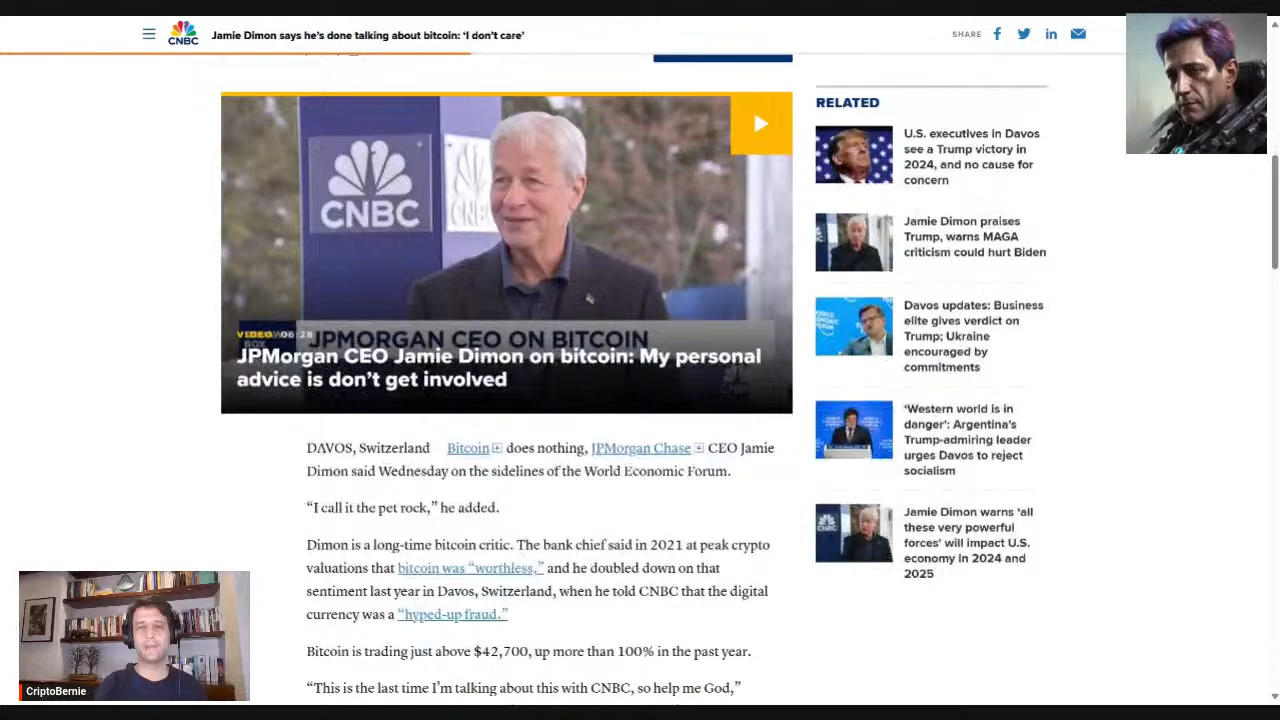 CNBC
Jamie Dimon says he's done talking about bitcoin: ‘I don't care’
SHARE
CNBC
JPMORGAN CEO ON BITCOIN
VIDEO 06:28
JPMorgan CEO Jamie Dimon on bitcoin: My personal
advice is don't get involved
DAVOS, Switzerland Bitcoin does nothing, JPMorgan Chase CEO Jamie
Dimon said Wednesday on the sidelines of the World Economic Forum.
“I call it the pet rock,” he added.
Dimon is a long-time bitcoin critic. The bank chief said in 2021 at peak crypto
valuations that bitcoin was “worthless,” and he doubled down on that
sentiment last year in Davos, Switzerland, when he told CNBC that the digital
currency was a “hyped-up fraud.”
Bitcoin is trading just above $42,700, up more than 100% in the past year.
“This is the last time I'm talking about this with CNBC, so help me God,”
RELATED
U.S. executives in Davos
see a Trump victory in
2024, and no cause for
concern
Jamie Dimon praises
Trump, warns MAGA
criticism could hurt Biden
Davos updates: Business
elite gives verdict on
Trump; Ukraine
encouraged by
commitments
‘Western world is in
danger’: Argentina's
Trump-admiring leader
urges Davos to reject
socialism
Jamie Dimon warns ‘all
these very powerful
forces’ will impact U.S.
economy in 2024 and
2025
CriptoBernie